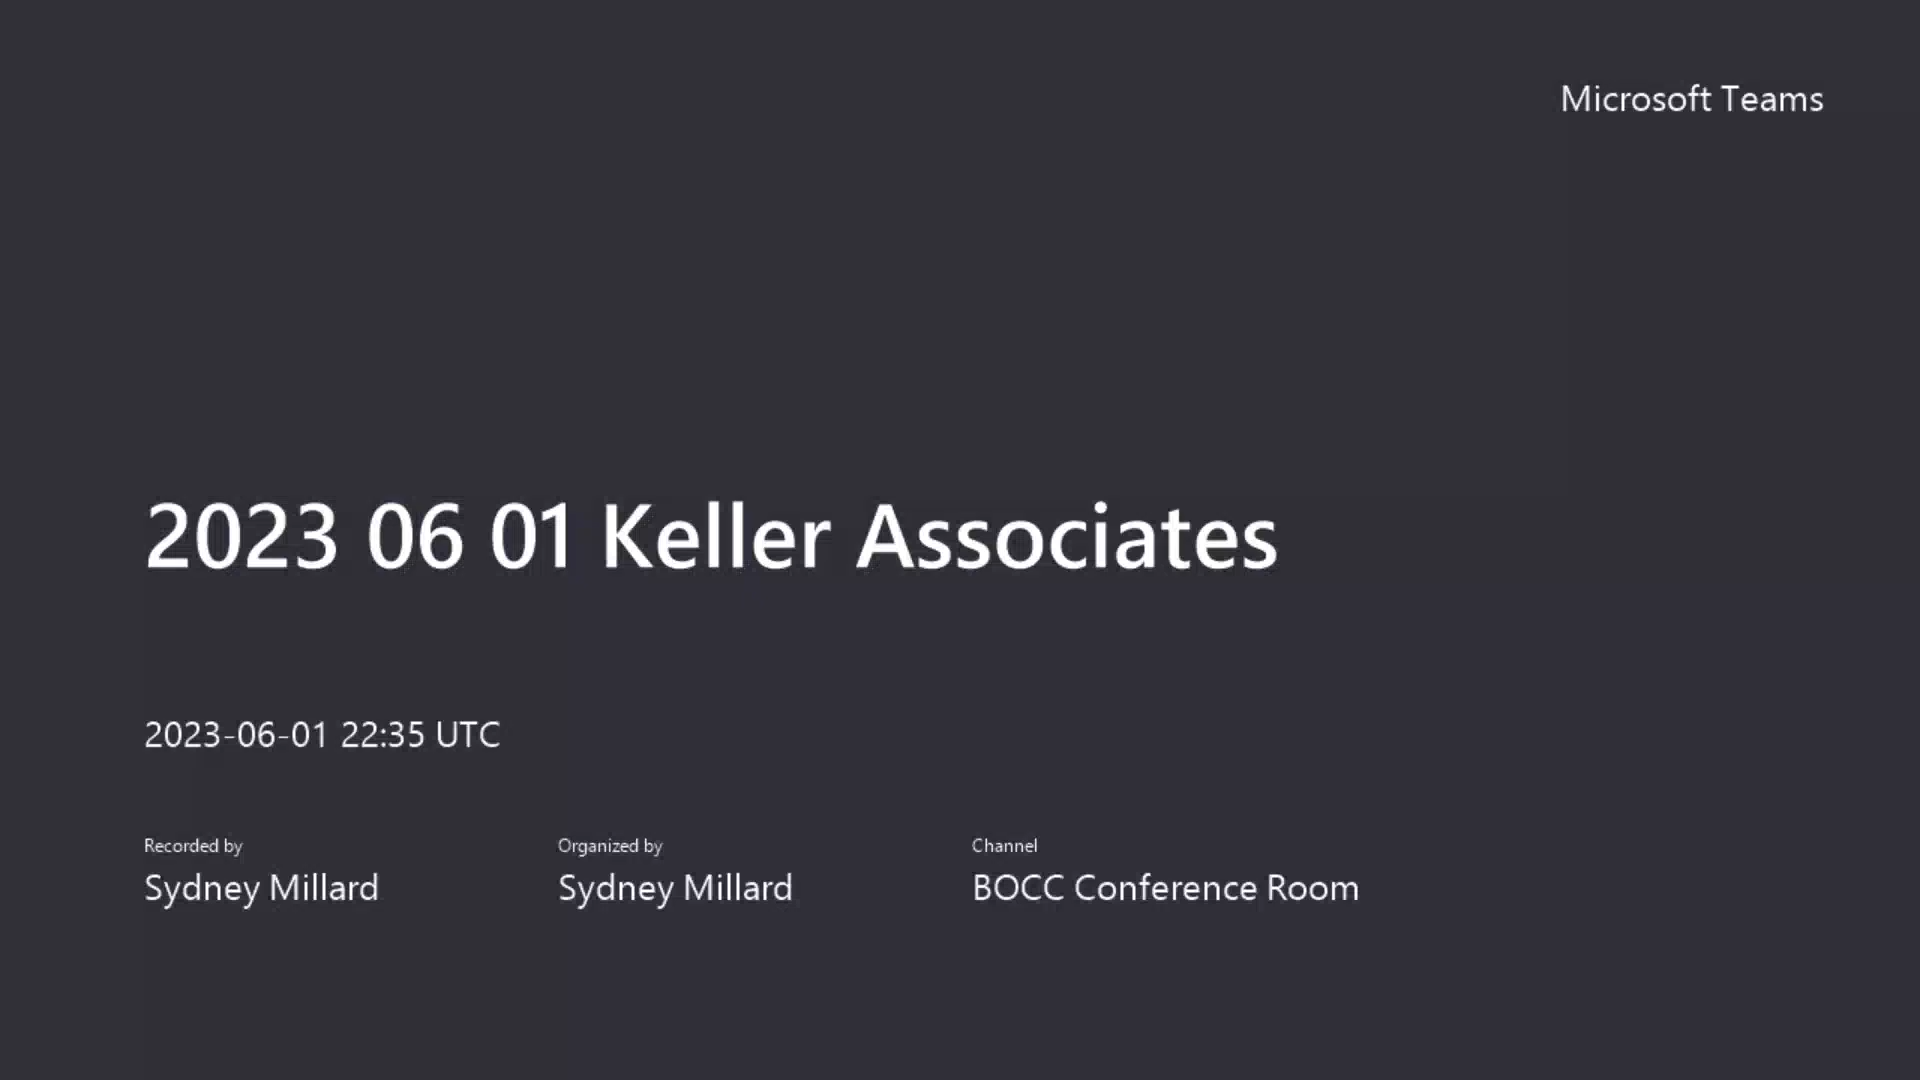 Microsoft Teams
2023 06 01 Keller Associates
2023-06-01 22:35 UTC
Recorded by
Sydney Millard
Organized by
Sydney Millard
Channel
BOCC Conference Room